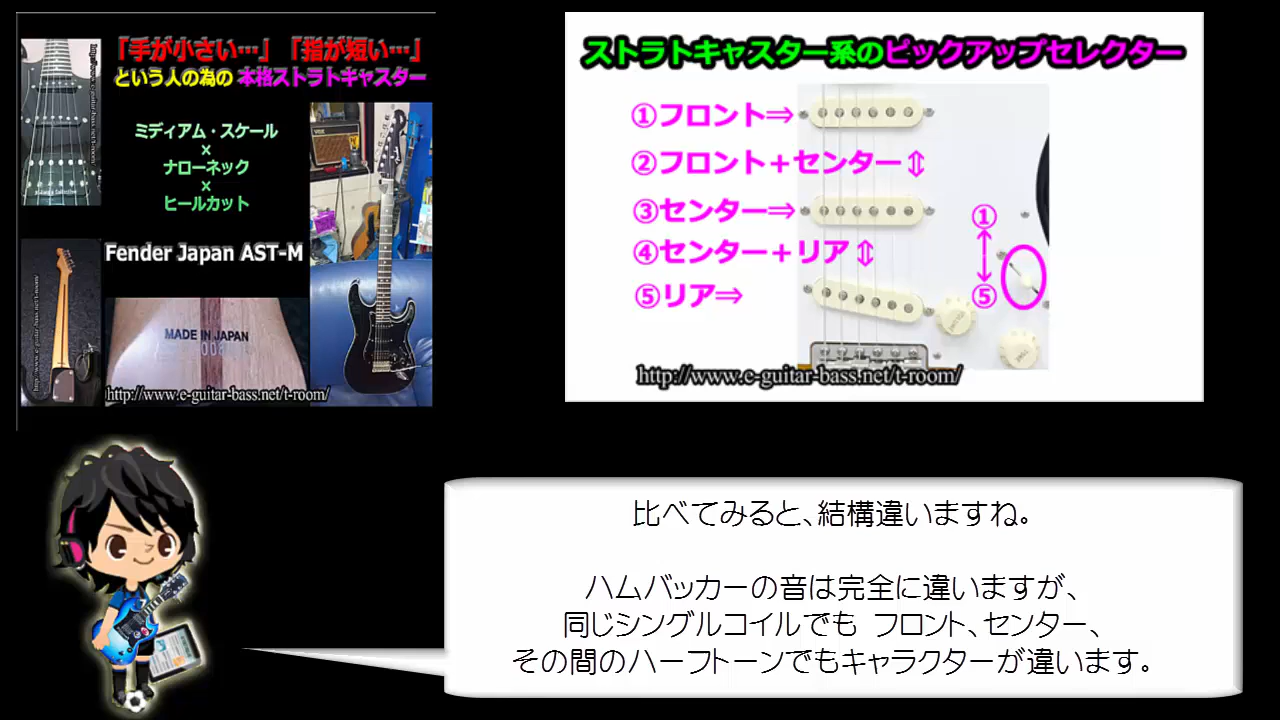 「手が小さい…」「指が短い…」
という人の為の 本格ストラトキャスター
ミディアム・スケール
×
ナローネック
×
ヒールカット
Fender Japan AST-M
MADE IN JAPAN
http://www.e-guitar-bass.net/t-room/
ストラトキャスター系のピックアップセレクター
①フロント⇒
②フロント＋センター⇕
③センター⇒
④センター＋リア⇕
⑤リア⇒
①
⑤
http://www.e-guitar-bass.net/t-room/
比べてみると、結構違いますね。
ハムバッカーの音は完全に違いますが、
同じシングルコイルでも フロント、センター、
その間のハーフトーンでもキャラクターが違います。